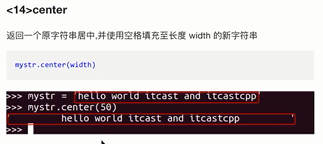 <14>center
返回一个原字符串居中,并使用空格填充至长度 width 的新字符串
mystr.center(width)
>>> mystr = 'hello world itcast and itcastcpp'
>>> mystr.center(50)
'         hello world itcast and itcastcpp         '
>>>